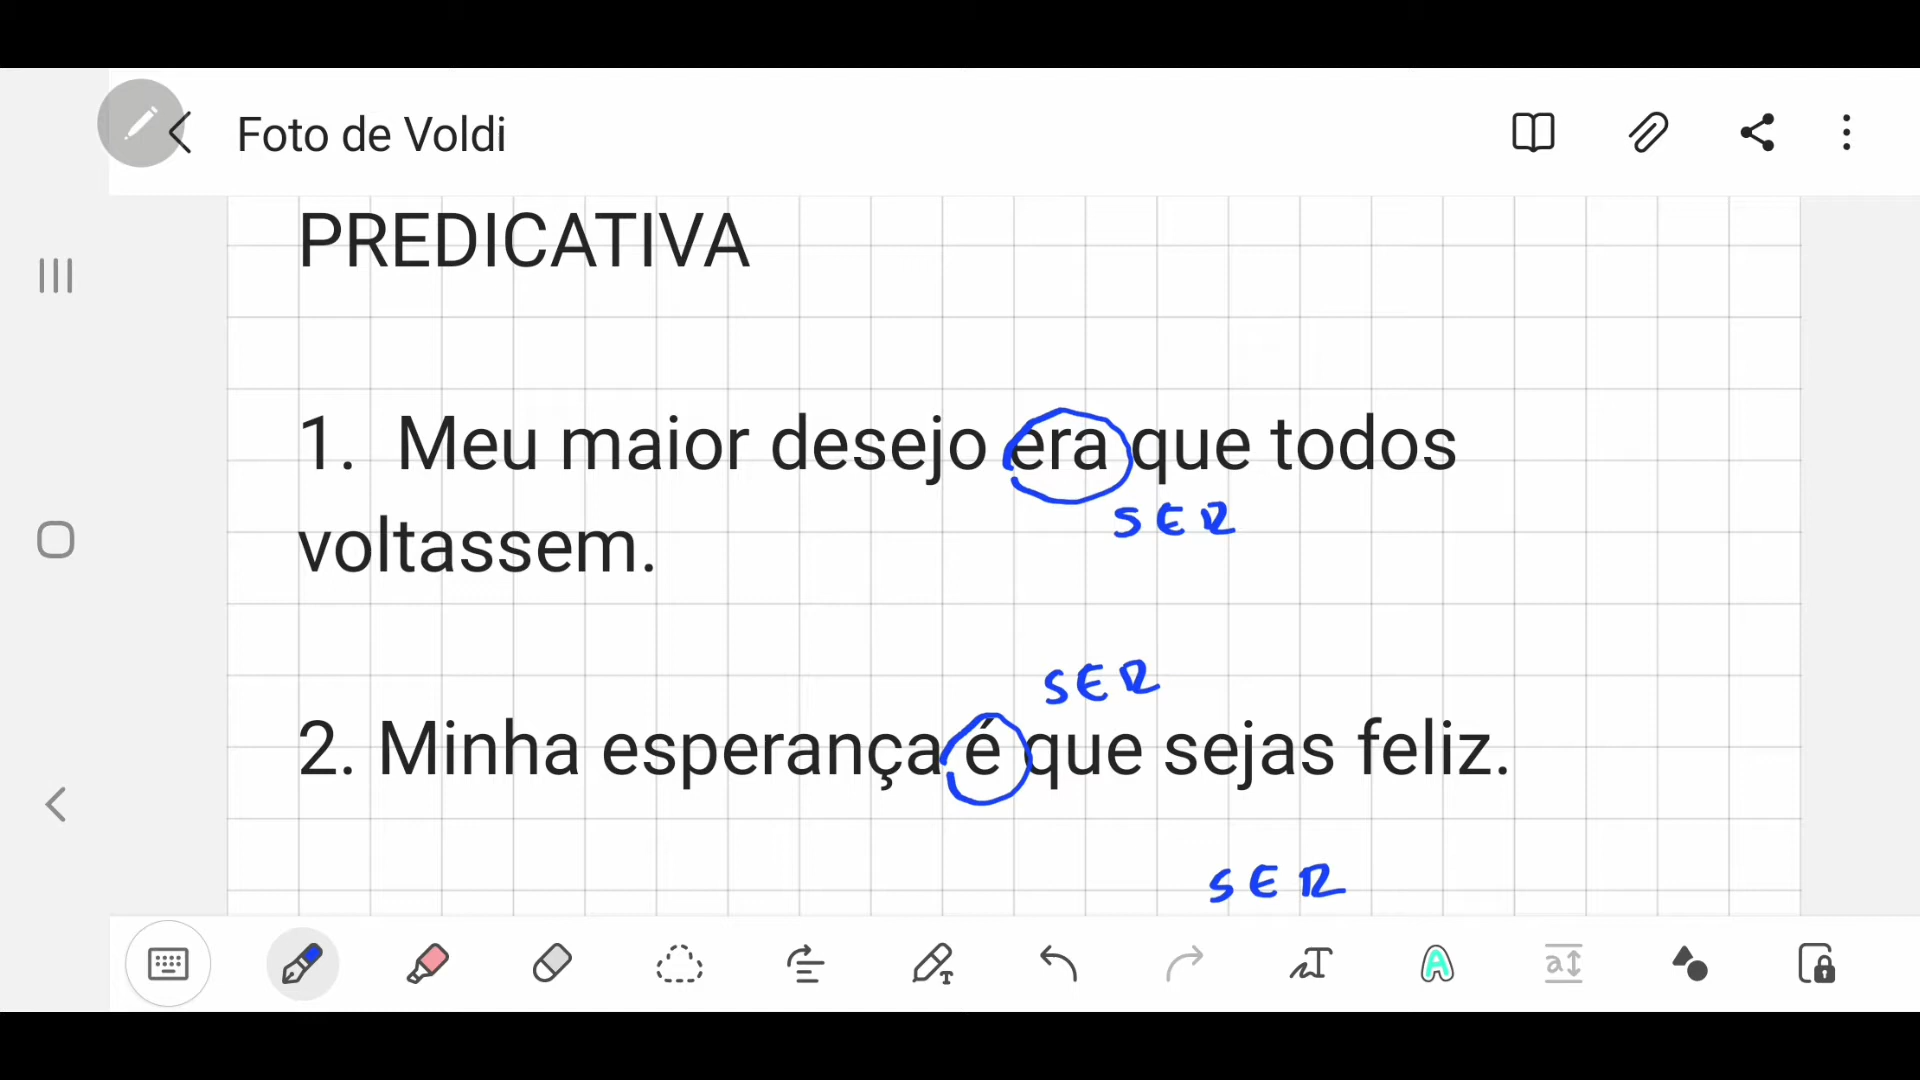 Foto de Voldi
PREDICATIVA
1. Meu maior desejo era que todos
SER
voltassem.
SER
2. Minha esperança é que sejas feliz.
SER